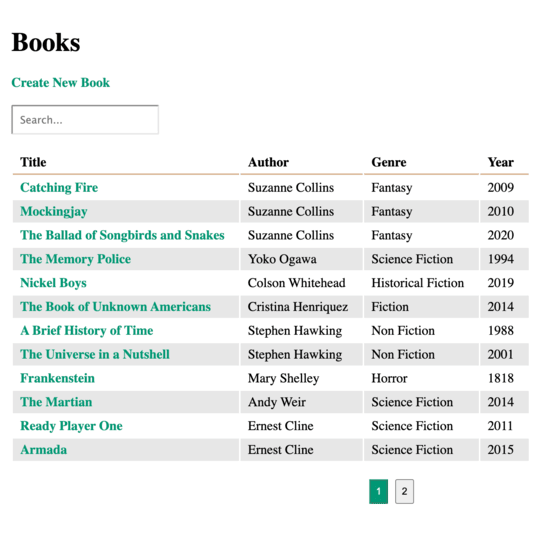 Books
Create New Book
Search...
Title Author Genre Year
Catching Fire Suzanne Collins Fantasy 2009
Mockingjay Suzanne Collins Fantasy 2010
The Ballad of Songbirds and Snakes Suzanne Collins Fantasy 2020
The Memory Police Yoko Ogawa Science Fiction 1994
Nickel Boys Colson Whitehead Historical Fiction 2019
The Book of Unknown Americans Cristina Henriquez Fiction 2014
A Brief History of Time Stephen Hawking Non Fiction 1988
The Universe in a Nutshell Stephen Hawking Non Fiction 2001
Frankenstein Mary Shelley Horror 1818
The Martian Andy Weir Science Fiction 2014
Ready Player One Ernest Cline Science Fiction 2011
Armada Ernest Cline Science Fiction 2015
1 2